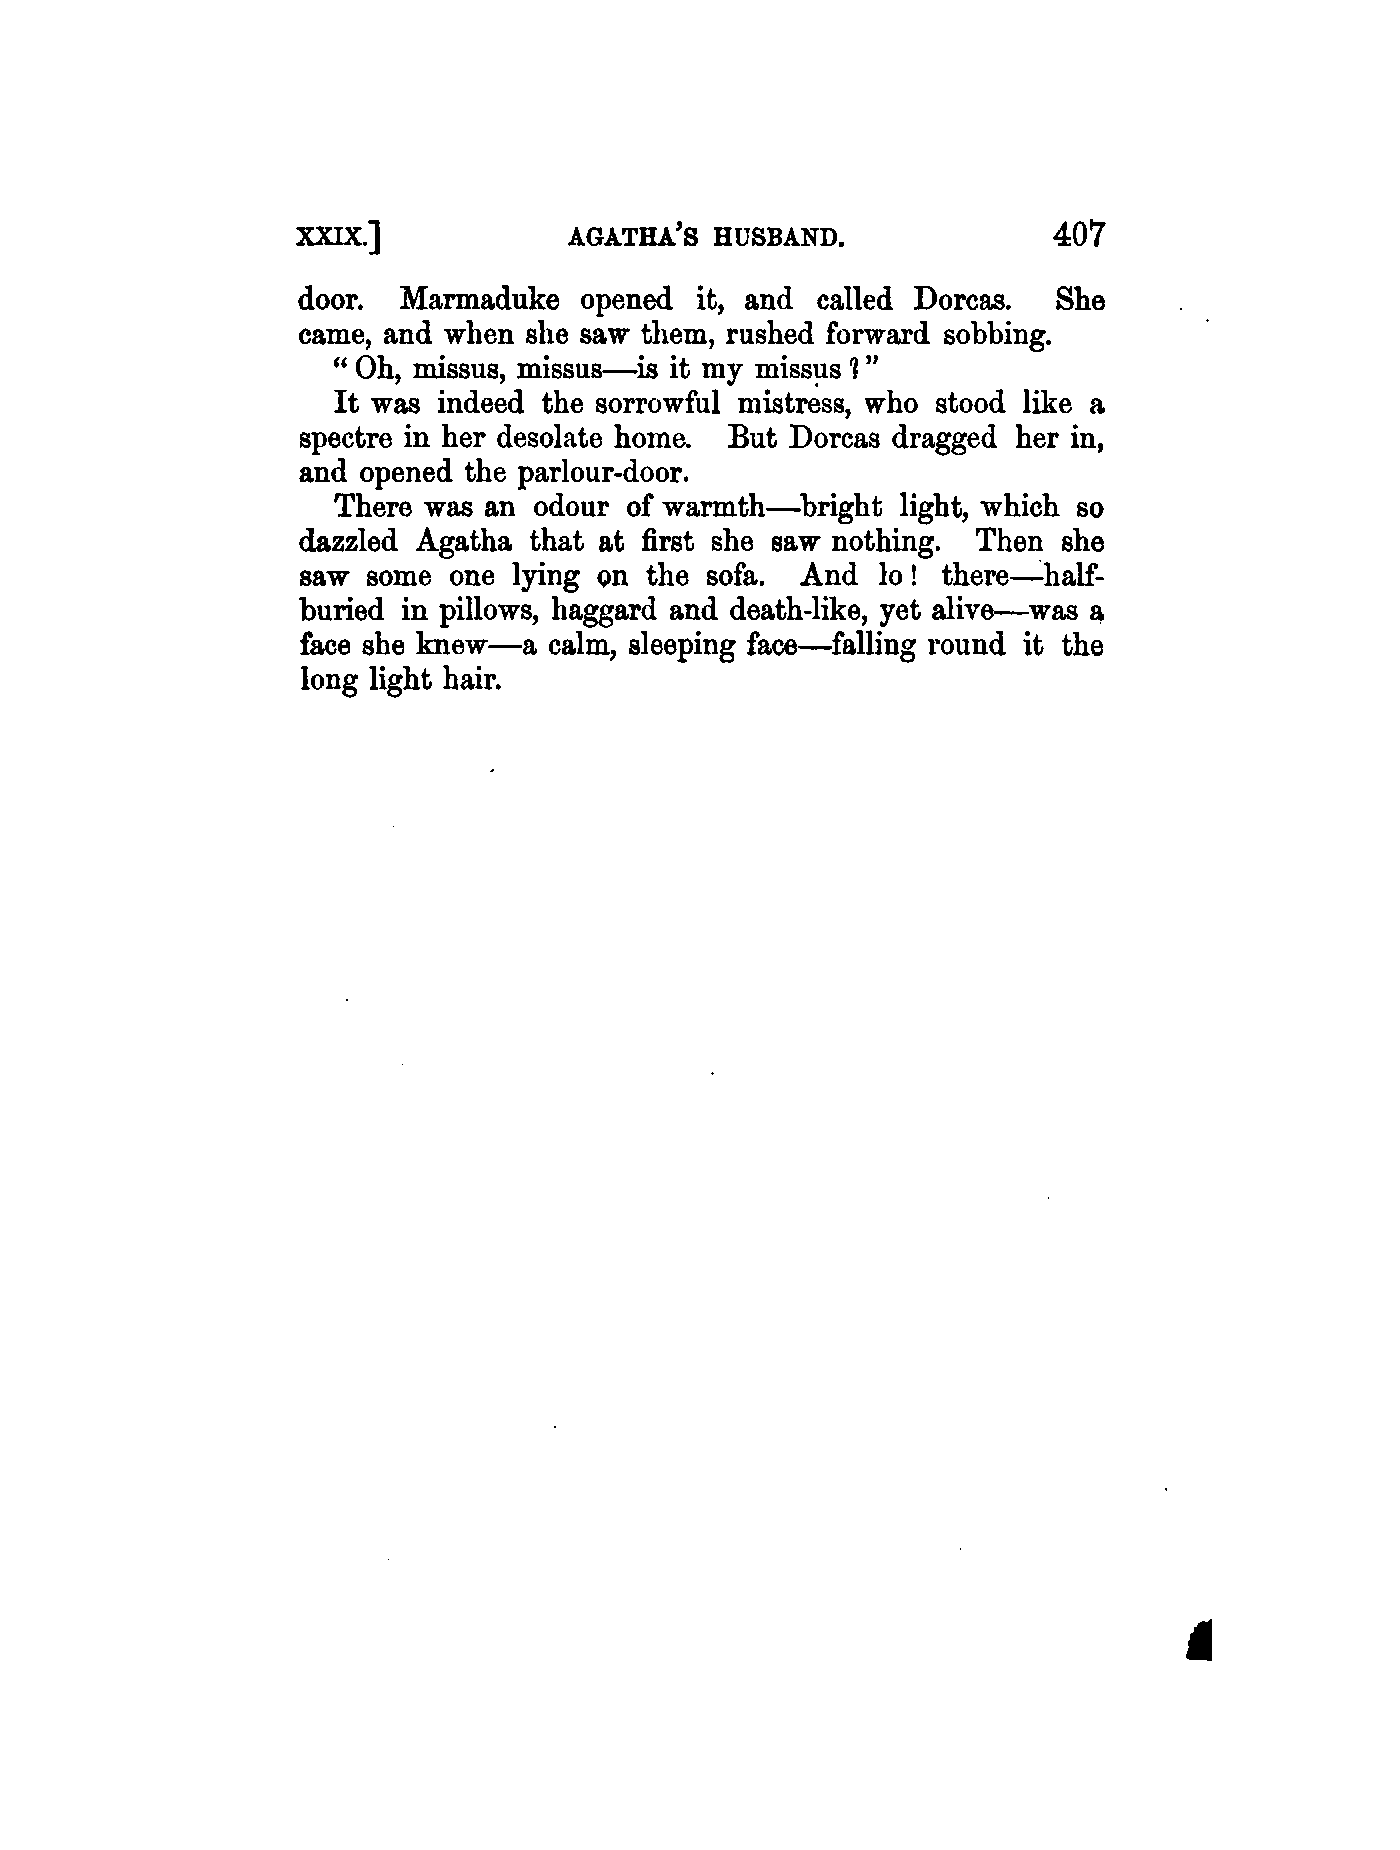 XXIX.] AGATHA'S HUSBAND. 407
door. Marmaduke opened it, and called Dorcas. She
came, and when she saw them, rushed forward sobbing.
“Oh, missus, missus—is it my missus?”
It was indeed the sorrowful mistress, who stood like a
spectre in her desolate home. But Dorcas dragged her in,
and opened the parlour-door.
There was an odour of warmth—bright light, which so
dazzled Agatha that at first she saw nothing. Then she
saw some one lying on the sofa. And lo! there—half-
buried in pillows, haggard and death-like, yet alive—was a
face she knew—a calm, sleeping face—falling round it the
long light hair.